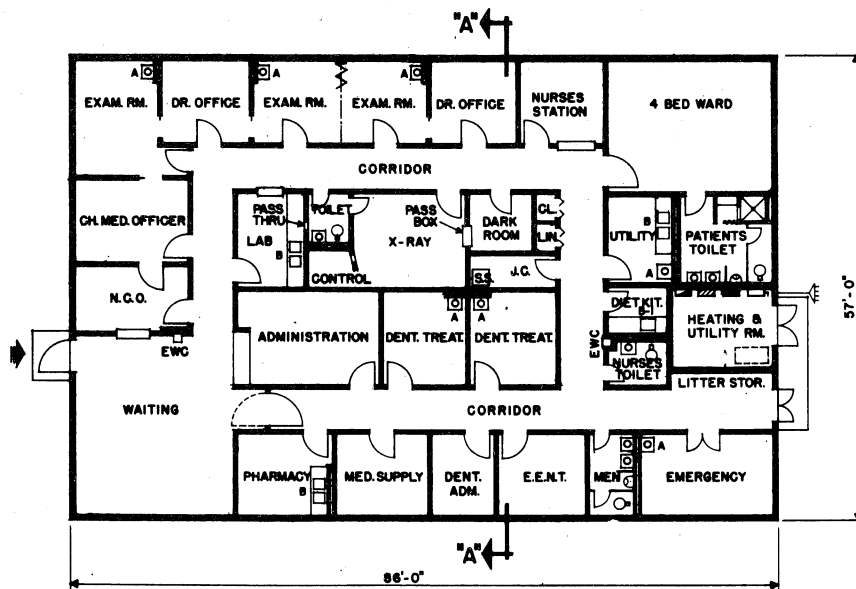 "A"
A
A
A
EXAM. RM.
DR. OFFICE
EXAM. RM.
EXAM. RM.
DR. OFFICE
NURSES
STATION
4 BED WARD
CORRIDOR
CH. MED. OFFICER
PASS
THRU
TOILET
PASS
BOX
DARK
ROOM
CL.
LIN.
LAB
B
X-RAY
CONTROL
S.S.
J.C.
B
UTILITY
A
PATIENTS
TOILET
N.C.O.
EWC
ADMINISTRATION
DENT. TREAT.
A
DENT. TREAT.
A
DIET KIT.
B
HEATING &
UTILITY RM.
EWC
NURSES
TOILET
LITTER STOR.
57'-0"
WAITING
CORRIDOR
PHARMACY
B
MED. SUPPLY
DENT.
ADM.
E.E.N.T.
MEN
A
EMERGENCY
"A"
86'-0"